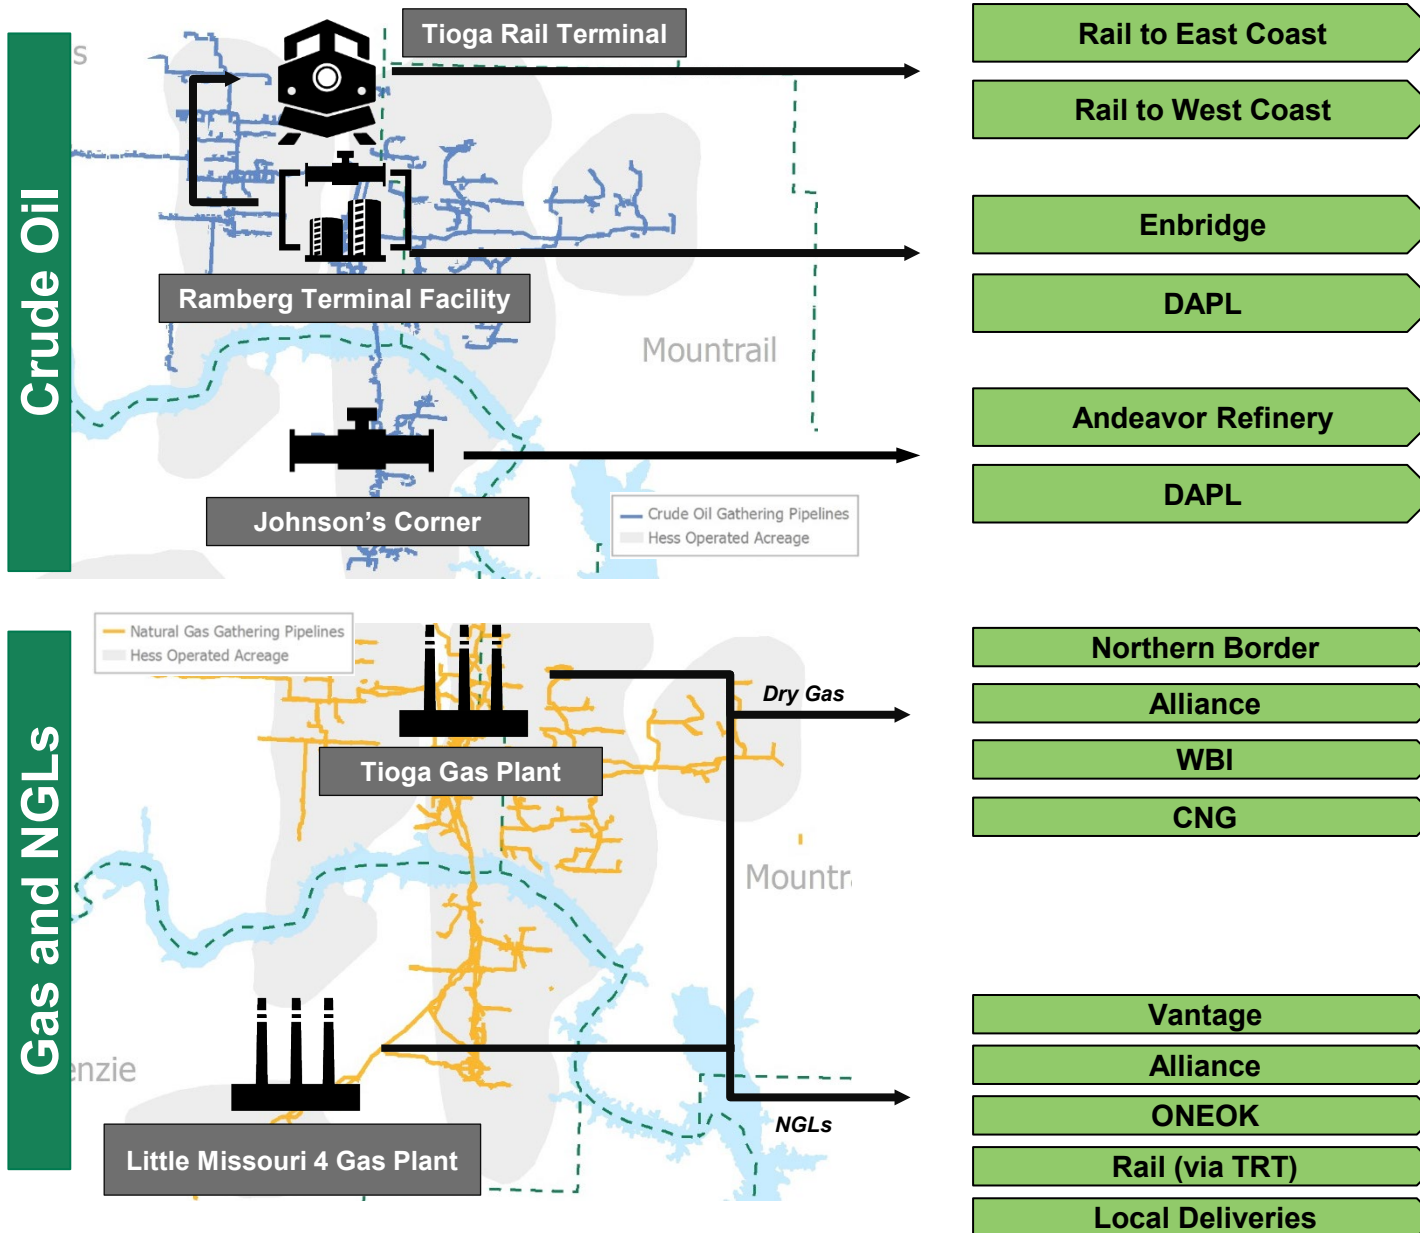 Crude Oil
s
Tioga Rail Terminal
Rail to East Coast
Rail to West Coast
Enbridge
Ramberg Terminal Facility
DAPL
Mountrail
Andeavor Refinery
Johnson's Corner
DAPL
Crude Oil Gathering Pipelines
Hess Operated Acreage
Gas and NGLs
Natural Gas Gathering Pipelines
Hess Operated Acreage
Northern Border
Dry Gas
Alliance
Tioga Gas Plant
WBI
CNG
Mountr
Vantage
enzie
Alliance
NGLs
ONEOK
Little Missouri 4 Gas Plant
Rail (via TRT)
Local Deliveries